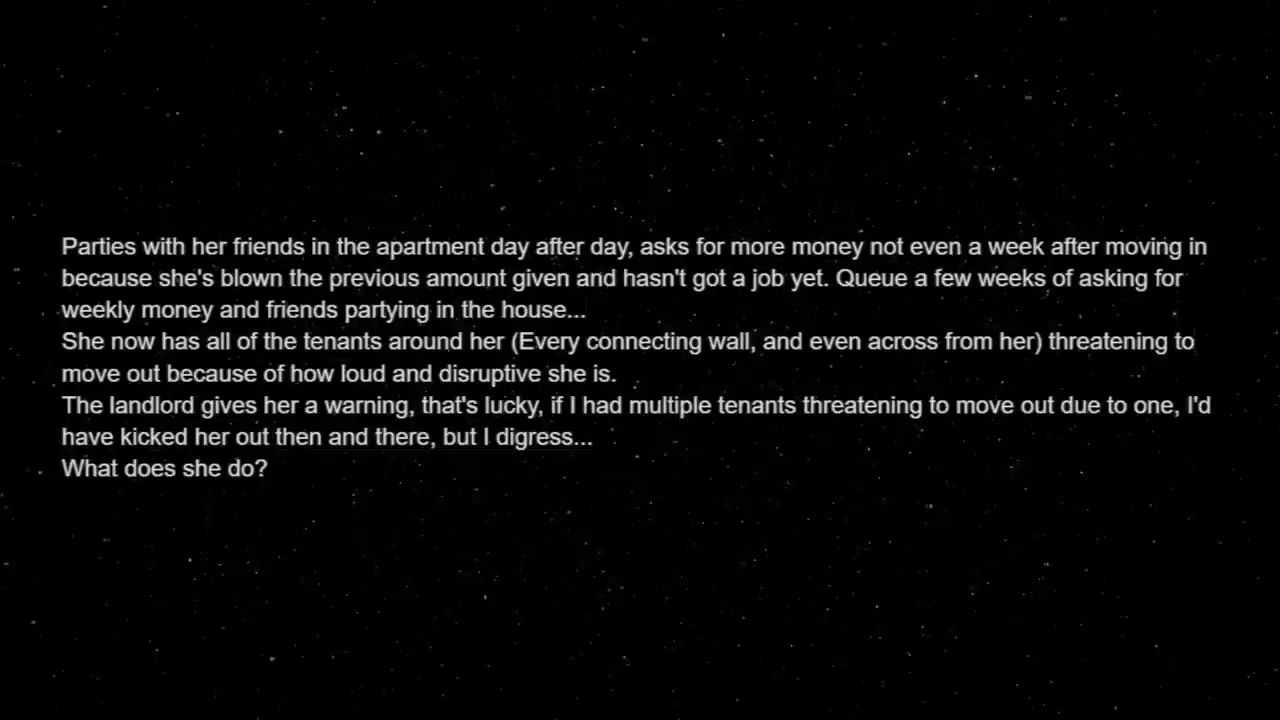 Parties with her friends in the apartment day after day, asks for more money not even a week after moving in
because she's blown the previous amount given and hasn't got a job yet. Queue a few weeks of asking for
weekly money and friends partying in the house...
She now has all of the tenants around her (Every connecting wall, and even across from her) threatening to
move out because of how loud and disruptive she is.
The landlord gives her a warning, that's lucky, if I had multiple tenants threatening to move out due to one, I'd
have kicked her out then and there, but I digress...
What does she do?